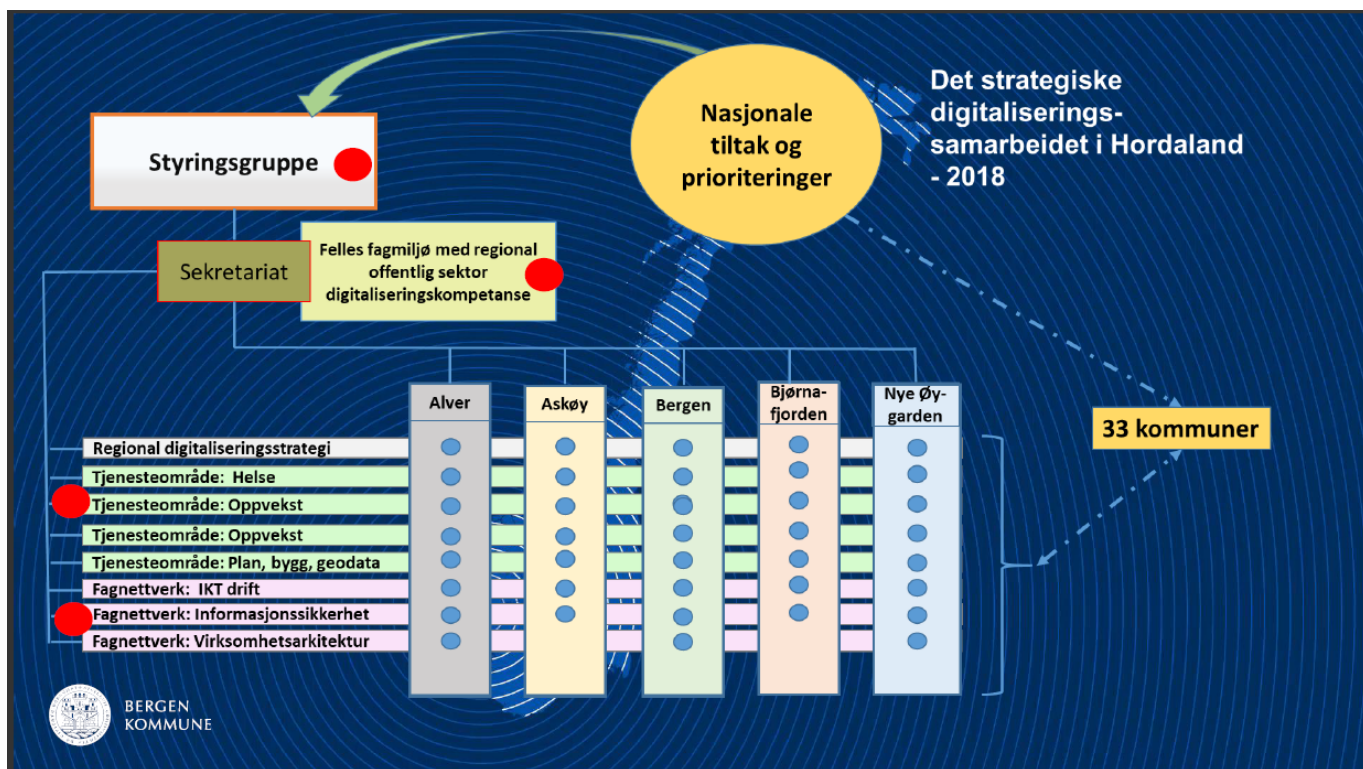 Det strategiske
digitaliserings-
samarbeidet i Hordaland
- 2018
Nasjonale
tiltak og
prioriteringer
Styringsgruppe
Sekretariat
Felles fagmiljø med regional
offentlig sektor
digitaliseringskompetanse
Alver
Askøy
Bergen
Bjørna-
fjorden
Nye Øy-
garden
33 kommuner
Regional digitaliseringsstrategi
Tjenesteområde: Helse
Tjenesteområde: Oppvekst
Tjenesteområde: Oppvekst
Tjenesteområde: Plan, bygg, geodata
Fagnettverk: IKT drift
Fagnettverk: Informasjonssikkerhet
Fagnettverk: Virksomhetsarkitektur
BERGEN
KOMMUNE